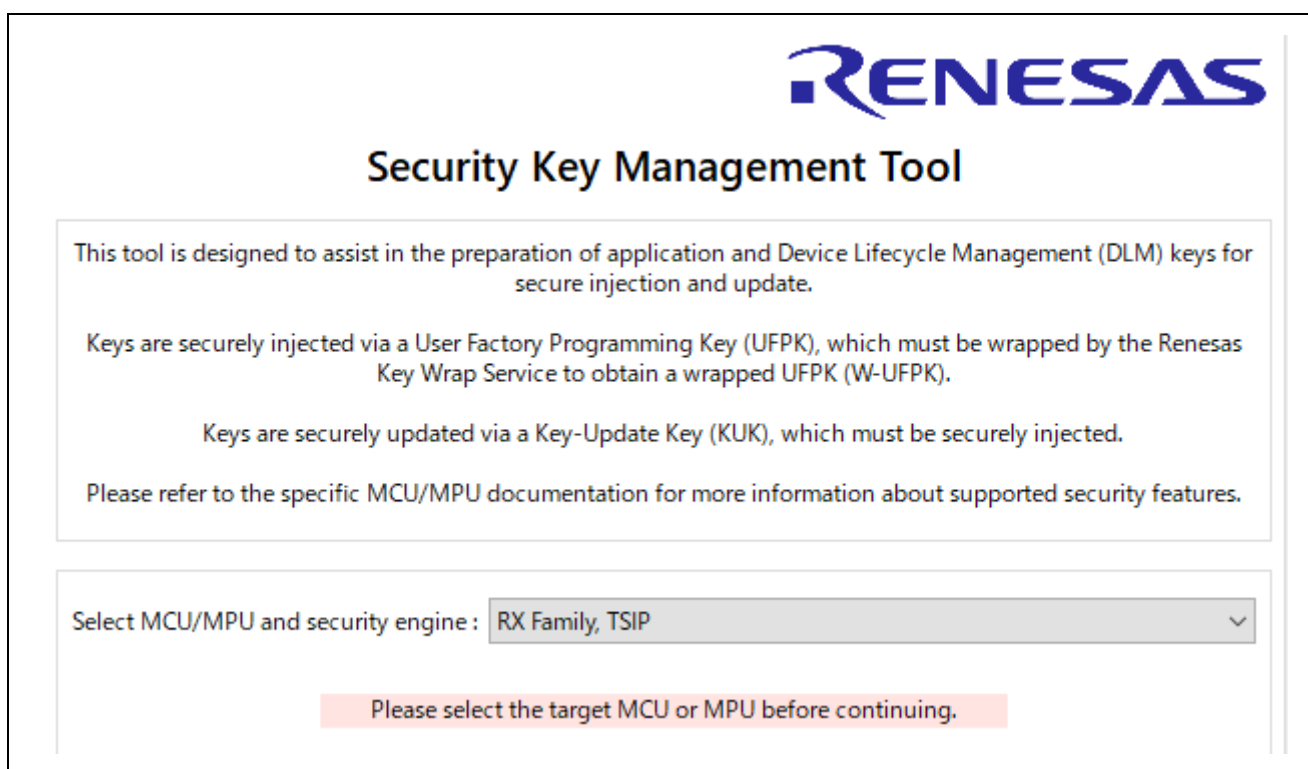 RENESAS
Security Key Management Tool
This tool is designed to assist in the preparation of application and Device Lifecycle Management (DLM) keys for
secure injection and update.
Keys are securely injected via a User Factory Programming Key (UFPK), which must be wrapped by the Renesas
Key Wrap Service to obtain a wrapped UFPK (W-UFPK).
Keys are securely updated via a Key-Update Key (KUK), which must be securely injected.
Please refer to the specific MCU/MPU documentation for more information about supported security features.
Select MCU/MPU and security engine : RX Family, TSIP
Please select the target MCU or MPU before continuing.